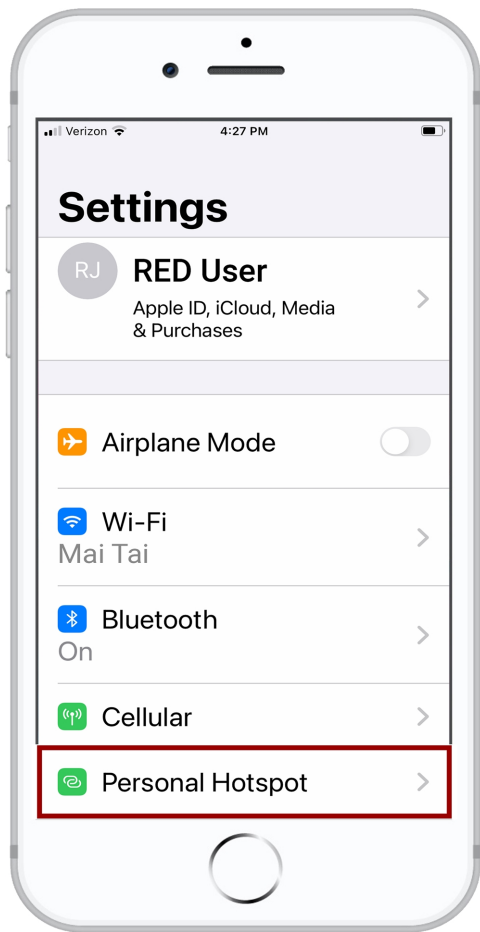 Verizon 4:27 PM
Settings
RJ
RED User
Apple ID, iCloud, Media
& Purchases
Airplane Mode
Wi-Fi
Mai Tai
Bluetooth
On
Cellular
Personal Hotspot